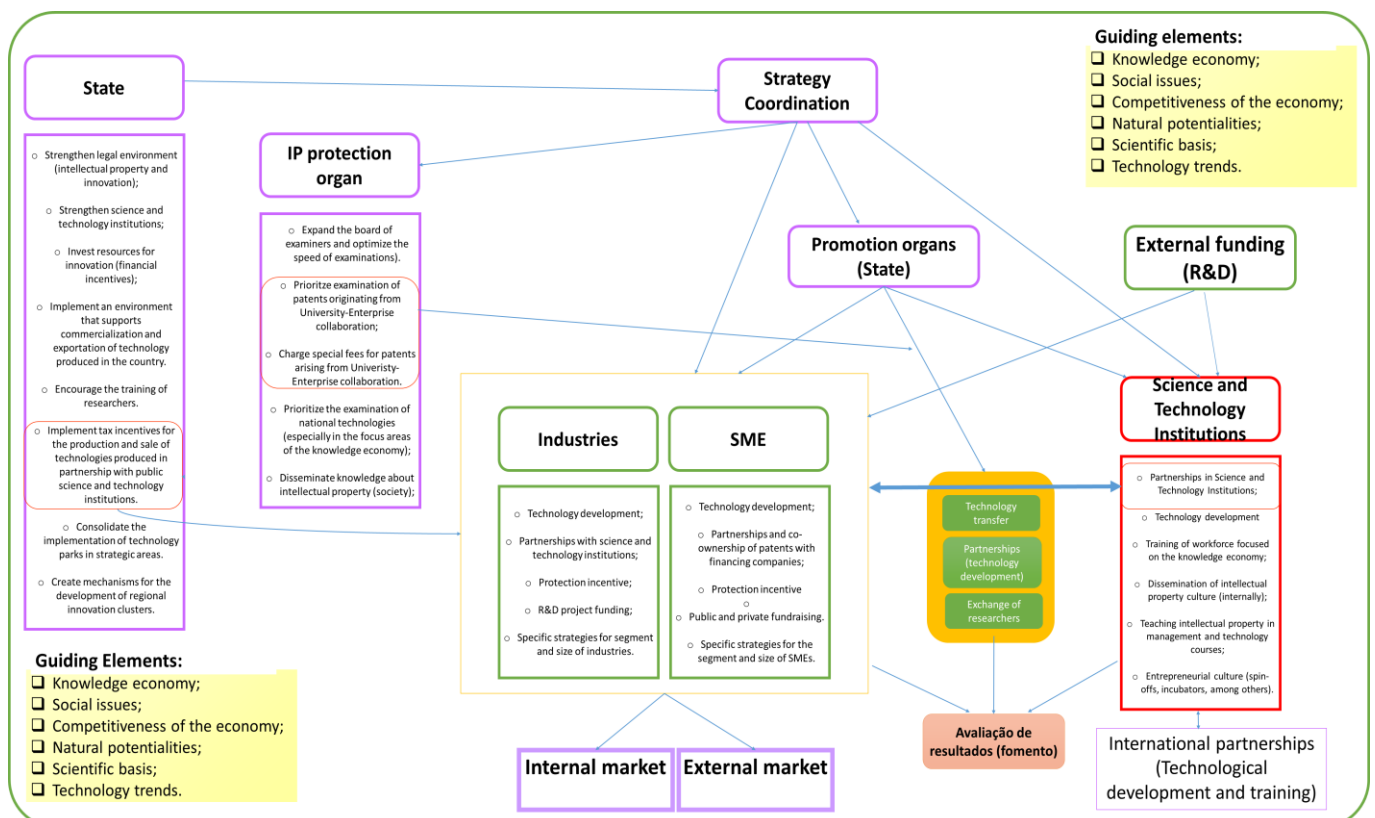 State
○ Strengthen legal environment
(intellectual property and
innovation);
○ Strengthen science and
technology institutions;
○ Invest resources for
innovation (financial
incentives);
○ Implement an environment
that supports
commercialization and
exportation of technology
produced in the country.
○ Encourage the training of
researchers.
○ Implement tax incentives for
the production and sale of
technologies produced in
partnership with public
science and technology
institutions.
○ Consolidate the
implementation of technology
parks in strategic areas.
○ Create mechanisms for the
development of regional
innovation clusters.
Strategy
Coordination
Guiding elements:
❑ Knowledge economy;
❑ Social issues;
❑ Competitiveness of the economy;
❑ Natural potentialities;
❑ Scientific basis;
❑ Technology trends.
IP protection
organ
○ Expand the board of
examiners and optimize the
speed of examinations).
○ Prioritze examination of
patents originating from
University-Enterprise
collaboration;
○ Charge special fees for patents
arising from Univeristy-
Enterprise collaboration.
○ Prioritize the examination of
national technologies
(especially in the focus areas
of the knowledge economy);
○ Disseminate knowledge about
intellectual property (society);
Promotion organs
(State)
External funding
(R&D)
Industries
○ Technology development;
○ Partnerships with science and
technology institutions;
○ Protection incentive;
○ R&D project funding;
○ Specific strategies for segment
and size of industries.
SME
○ Technology development;
○ Partnerships and co-
ownership of patents with
financing companies;
○ Protection incentive
○
○ Public and private fundraising.
○ Specific strategies for the
segment and size of SMEs.
Technology
transfer
Partnerships
(technology
development)
Exchange of
researchers
Science and
Technology
Institutions
○ Partnerships in Science and
Technology Institutions;
○ Technology development
○ Training of workforce focused
on the knowledge economy;
○ Dissemination of intellectual
property culture (internally);
○ Teaching intellectual property in
management and technology
courses;
○ Entrepreneurial culture (spin-
offs, incubators, among others).
Guiding Elements:
❑ Knowledge economy;
❑ Social issues;
❑ Competitiveness of the economy;
❑ Natural potentialities;
❑ Scientific basis;
❑ Technology trends.
Internal market
External market
Avaliação de
resultados (fomento)
International partnerships
(Technological
development and training)